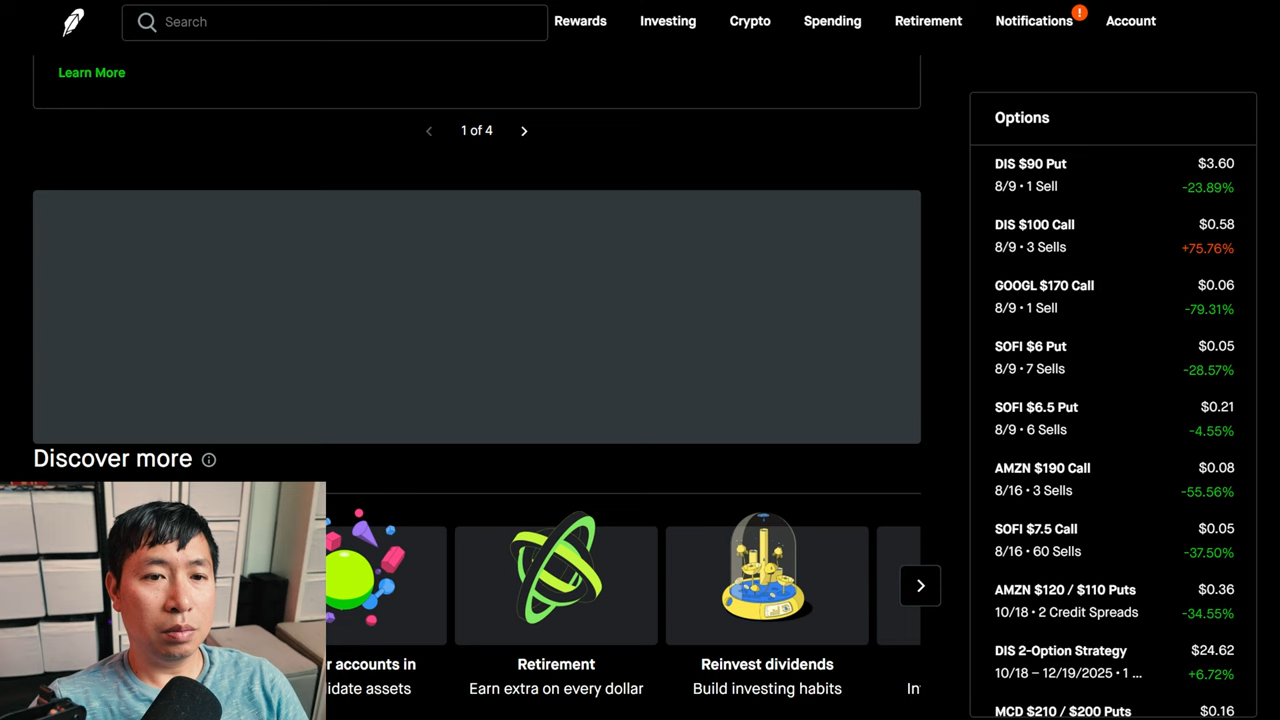 Search
Rewards
Investing
Crypto
Spending
Retirement
Notifications
!
Account
Learn More
1 of 4
Discover more
r accounts in
idate assets
Retirement
Earn extra on every dollar
Reinvest dividends
Build investing habits
In
Options
DIS $90 Put $3.60
8/9 • 1 Sell -23.89%
DIS $100 Call $0.58
8/9 • 3 Sells +75.76%
GOOGL $170 Call $0.06
8/9 • 1 Sell -79.31%
SOFI $6 Put $0.05
8/9 • 7 Sells -28.57%
SOFI $6.5 Put $0.21
8/9 • 6 Sells -4.55%
AMZN $190 Call $0.08
8/16 • 3 Sells -55.56%
SOFI $7.5 Call $0.05
8/16 • 60 Sells -37.50%
AMZN $120 / $110 Puts $0.36
10/18 • 2 Credit Spreads -34.55%
DIS 2-Option Strategy $24.62
10/18 – 12/19/2025 • 1 ... +6.72%
MCD $210 / $200 Puts $0.16